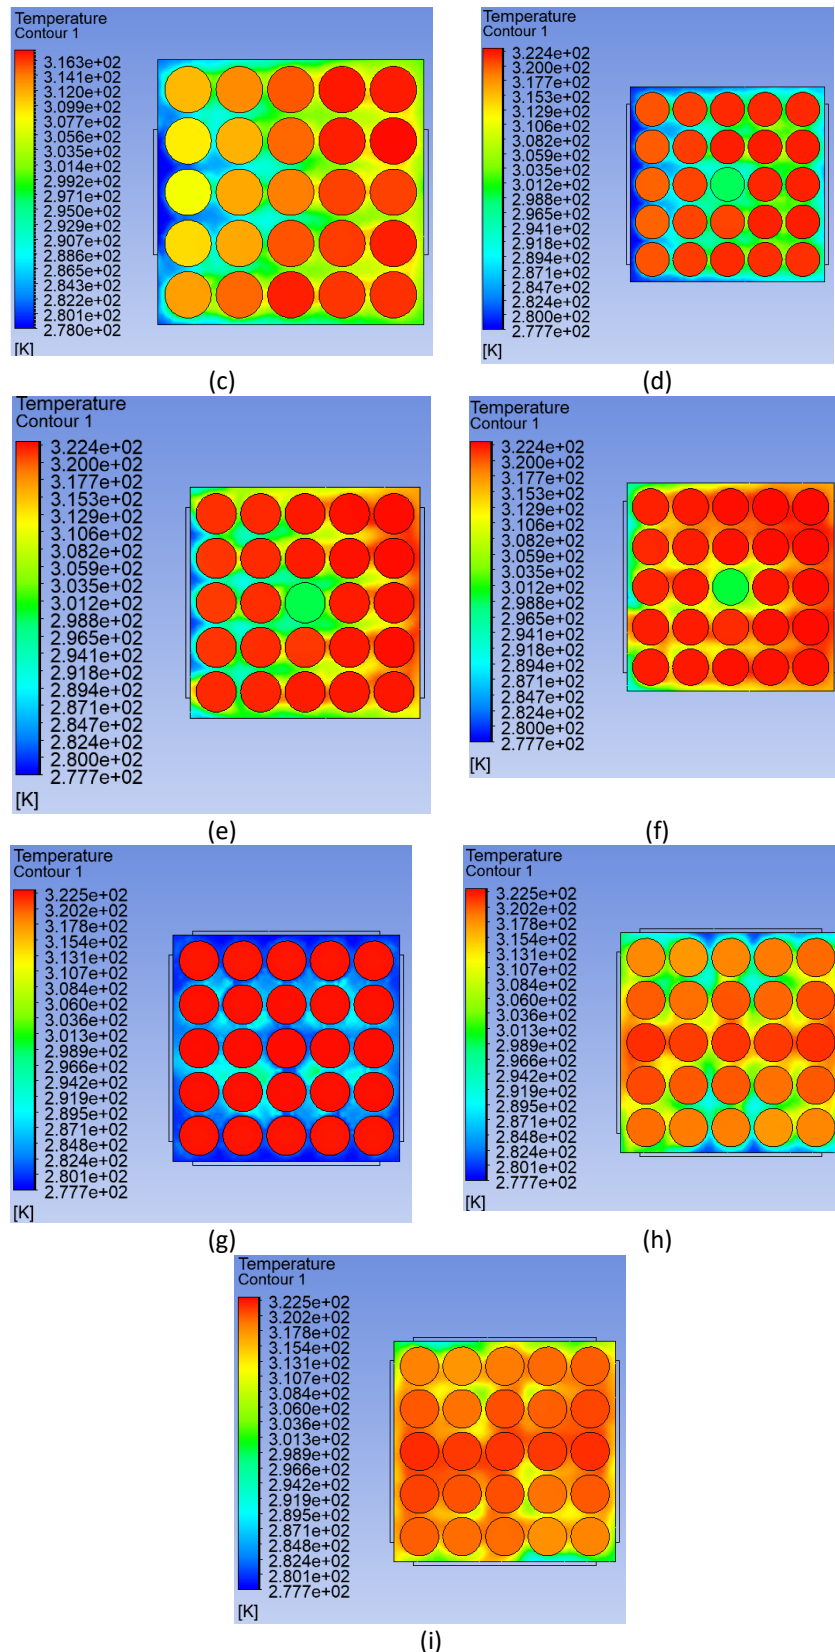 Temperature
Contour 1
3.163e+02
3.141e+02
3.120e+02
3.099e+02
3.077e+02
3.056e+02
3.035e+02
3.014e+02
2.992e+02
2.971e+02
2.950e+02
2.929e+02
2.907e+02
2.886e+02
2.865e+02
2.843e+02
2.822e+02
2.801e+02
2.780e+02
[K]
(c)
Temperature
Contour 1
3.224e+02
3.200e+02
3.177e+02
3.153e+02
3.129e+02
3.106e+02
3.082e+02
3.059e+02
3.035e+02
3.012e+02
2.988e+02
2.965e+02
2.941e+02
2.918e+02
2.894e+02
2.871e+02
2.847e+02
2.824e+02
2.800e+02
2.777e+02
[K]
(d)
Temperature
Contour 1
3.224e+02
3.200e+02
3.177e+02
3.153e+02
3.129e+02
3.106e+02
3.082e+02
3.059e+02
3.035e+02
3.012e+02
2.988e+02
2.965e+02
2.941e+02
2.918e+02
2.894e+02
2.871e+02
2.847e+02
2.824e+02
2.800e+02
2.777e+02
[K]
(e)
Temperature
Contour 1
3.224e+02
3.200e+02
3.177e+02
3.153e+02
3.129e+02
3.106e+02
3.082e+02
3.059e+02
3.035e+02
3.012e+02
2.988e+02
2.965e+02
2.941e+02
2.918e+02
2.894e+02
2.871e+02
2.847e+02
2.824e+02
2.800e+02
2.777e+02
[K]
(f)
Temperature
Contour 1
3.225e+02
3.202e+02
3.178e+02
3.154e+02
3.131e+02
3.107e+02
3.084e+02
3.060e+02
3.036e+02
3.013e+02
2.989e+02
2.966e+02
2.942e+02
2.919e+02
2.895e+02
2.871e+02
2.848e+02
2.824e+02
2.801e+02
2.777e+02
[K]
(g)
Temperature
Contour 1
3.225e+02
3.202e+02
3.178e+02
3.154e+02
3.131e+02
3.107e+02
3.084e+02
3.060e+02
3.036e+02
3.013e+02
2.989e+02
2.966e+02
2.942e+02
2.919e+02
2.895e+02
2.871e+02
2.848e+02
2.824e+02
2.801e+02
2.777e+02
[K]
(h)
Temperature
Contour 1
3.225e+02
3.202e+02
3.178e+02
3.154e+02
3.131e+02
3.107e+02
3.084e+02
3.060e+02
3.036e+02
3.013e+02
2.989e+02
2.966e+02
2.942e+02
2.919e+02
2.895e+02
2.871e+02
2.848e+02
2.824e+02
2.801e+02
2.777e+02
[K]
(i)